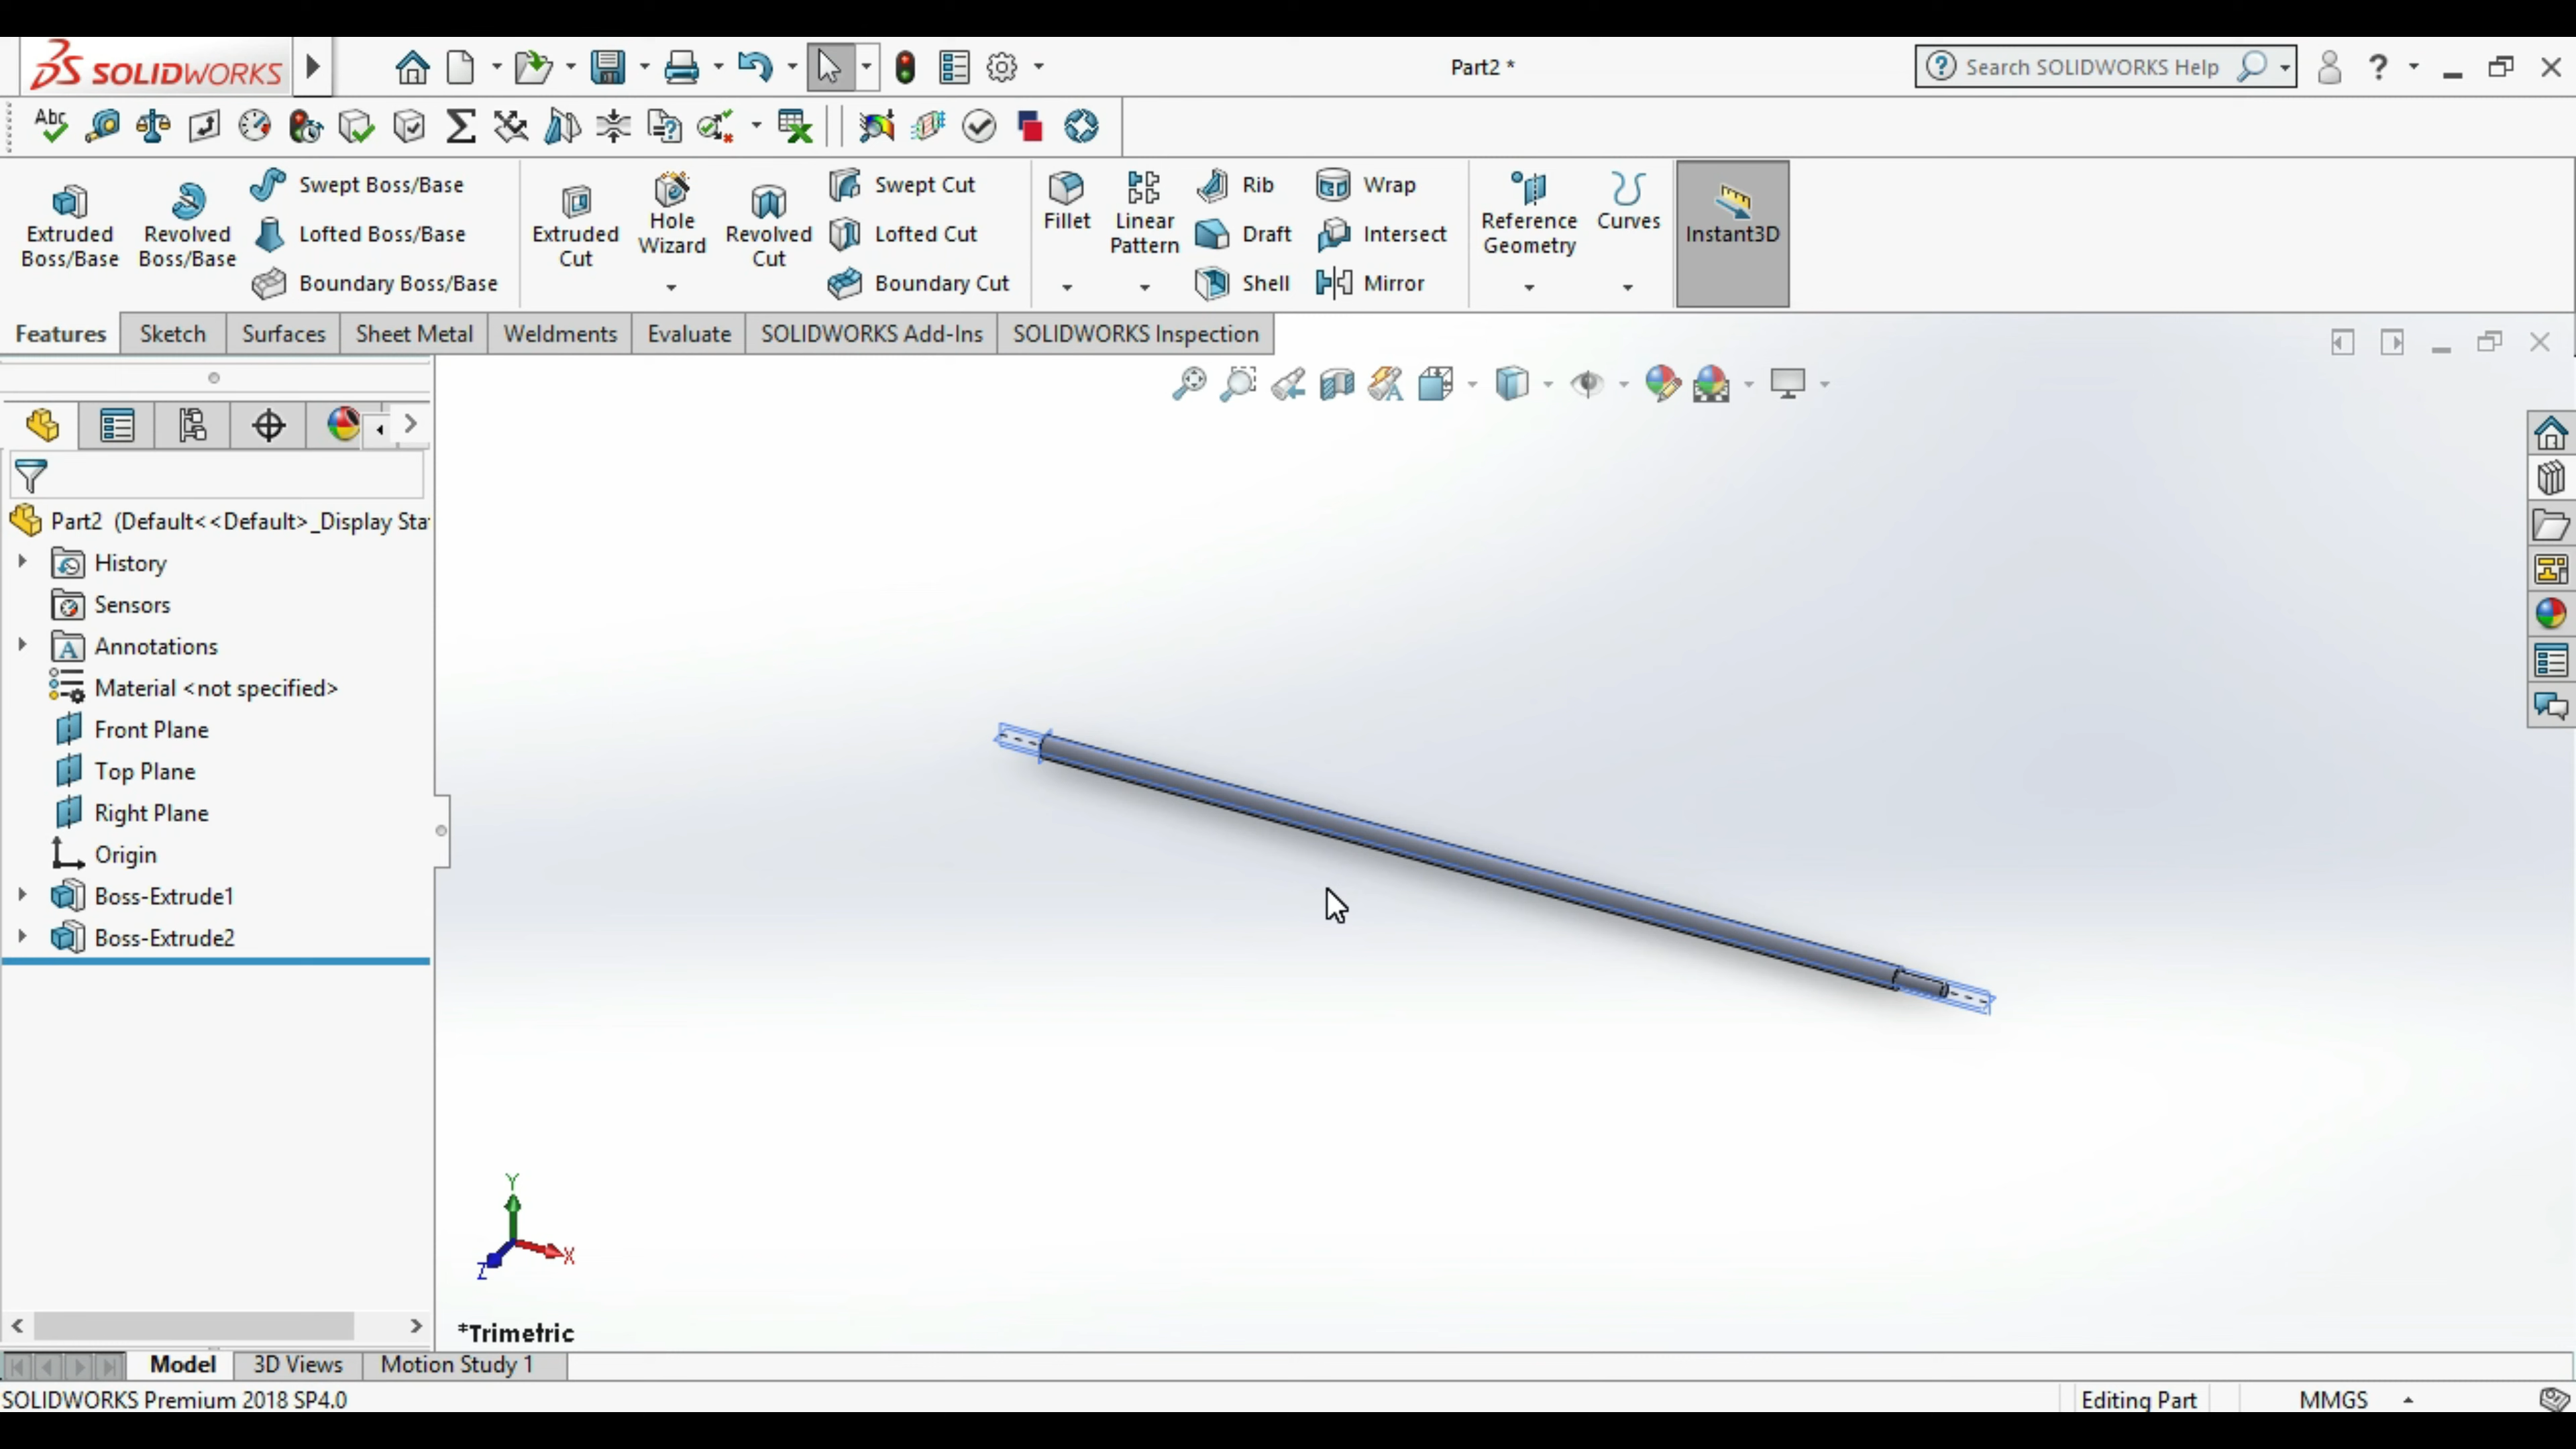 SOLIDWORKS
Part2 *
Search SOLIDWORKS Help
?
Abc
Extruded Boss/Base
Revolved Boss/Base
Swept Boss/Base
Lofted Boss/Base
Boundary Boss/Base
Extruded Cut
Hole Wizard
Revolved Cut
Swept Cut
Lofted Cut
Boundary Cut
Fillet
Linear Pattern
Rib
Draft
Shell
Wrap
Intersect
Mirror
Reference Geometry
Curves
Instant3D
Features
Sketch
Surfaces
Sheet Metal
Weldments
Evaluate
SOLIDWORKS Add-Ins
SOLIDWORKS Inspection
Part2 (Default<<Default>_Display Sta
History
Sensors
Annotations
Material <not specified>
Front Plane
Top Plane
Right Plane
Origin
Boss-Extrude1
Boss-Extrude2
Y
X
Z
*Trimetric
Model
3D Views
Motion Study 1
SOLIDWORKS Premium 2018 SP4.0
Editing Part
MMGS